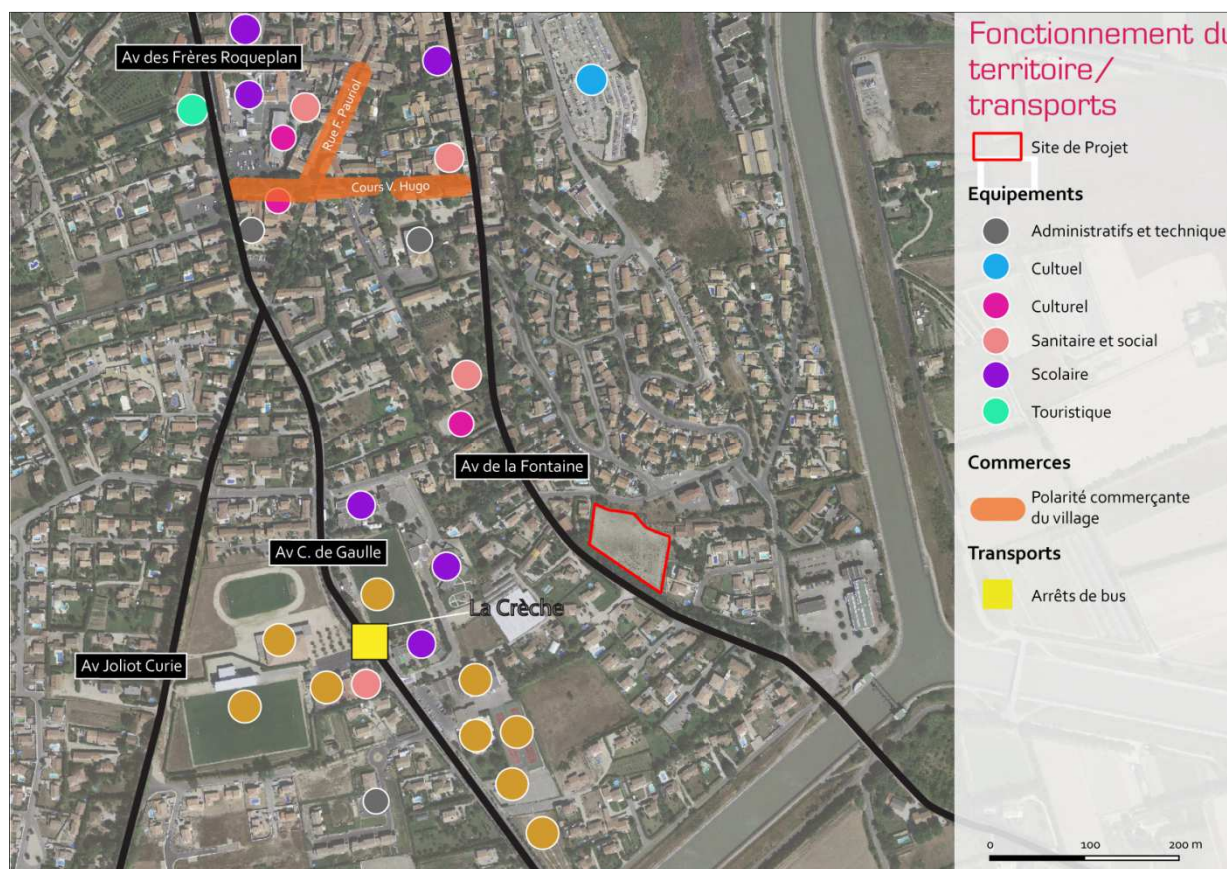 Av des Frères Roqueplan
Rue F. Pauriol
Cours V. Hugo
Av de la Fontaine
Av C. de Gaulle
La Crèche
Av Joliot Curie
Fonctionnement du
territoire/
transports
Site de Projet
Equipements
Administratifs et technique
Cultuel
Culturel
Sanitaire et social
Scolaire
Touristique
Commerces
Polarité commerçante
du village
Transports
Arrêts de bus
0 100 200 m